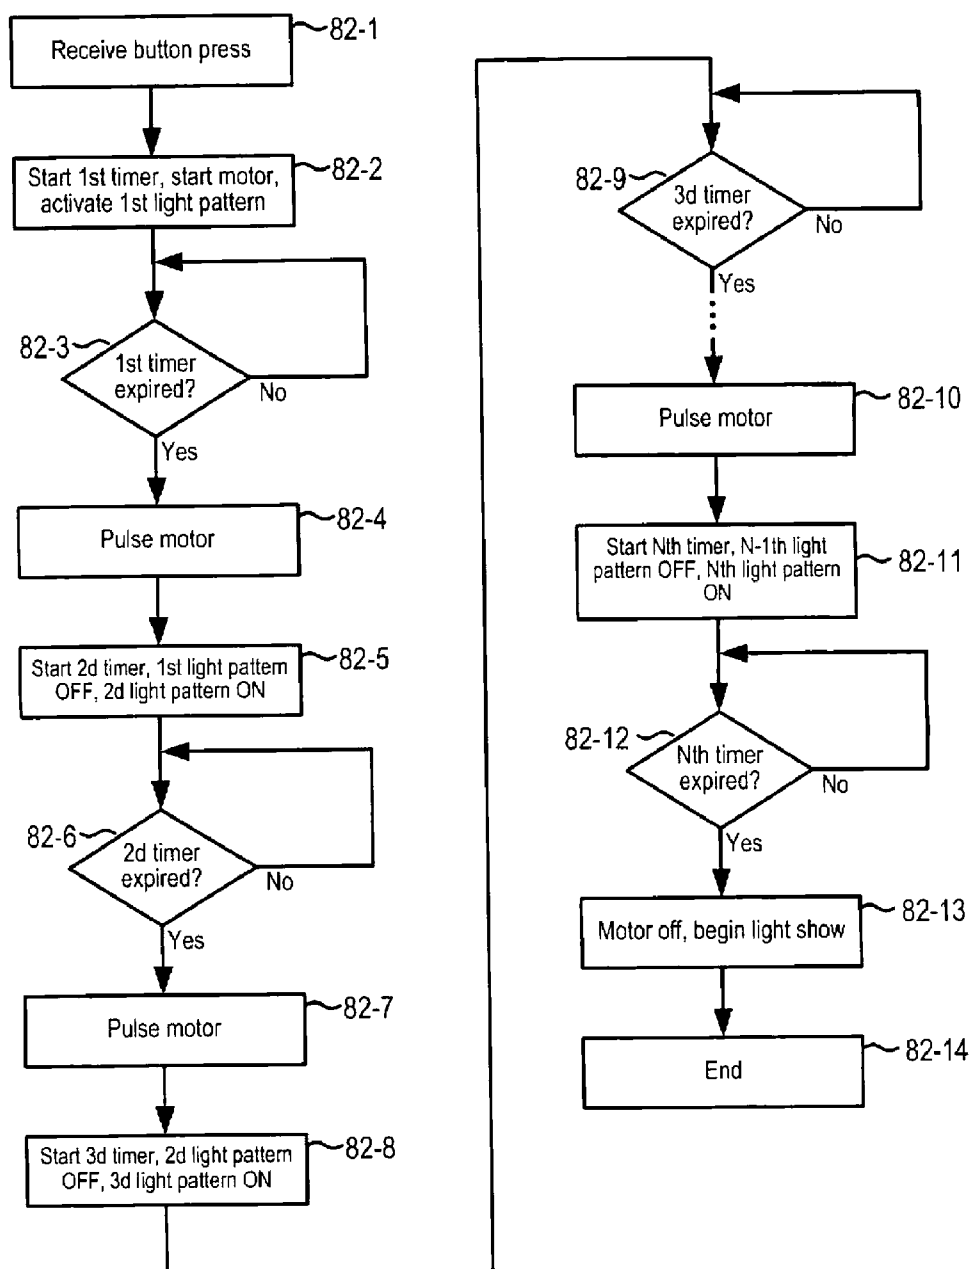 82-1
Receive button press
82-2
Start 1st timer, start motor,
activate 1st light pattern
82-3
1st timer
expired?
No
Yes
82-4
Pulse motor
82-5
Start 2d timer, 1st light pattern
OFF, 2d light pattern ON
82-6
2d timer
expired?
No
Yes
82-7
Pulse motor
82-8
Start 3d timer, 2d light pattern
OFF, 3d light pattern ON
82-9
3d timer
expired?
No
Yes
82-10
Pulse motor
82-11
Start Nth timer, N-1th light
pattern OFF, Nth light pattern
ON
82-12
Nth timer
expired?
No
Yes
82-13
Motor off, begin light show
82-14
End